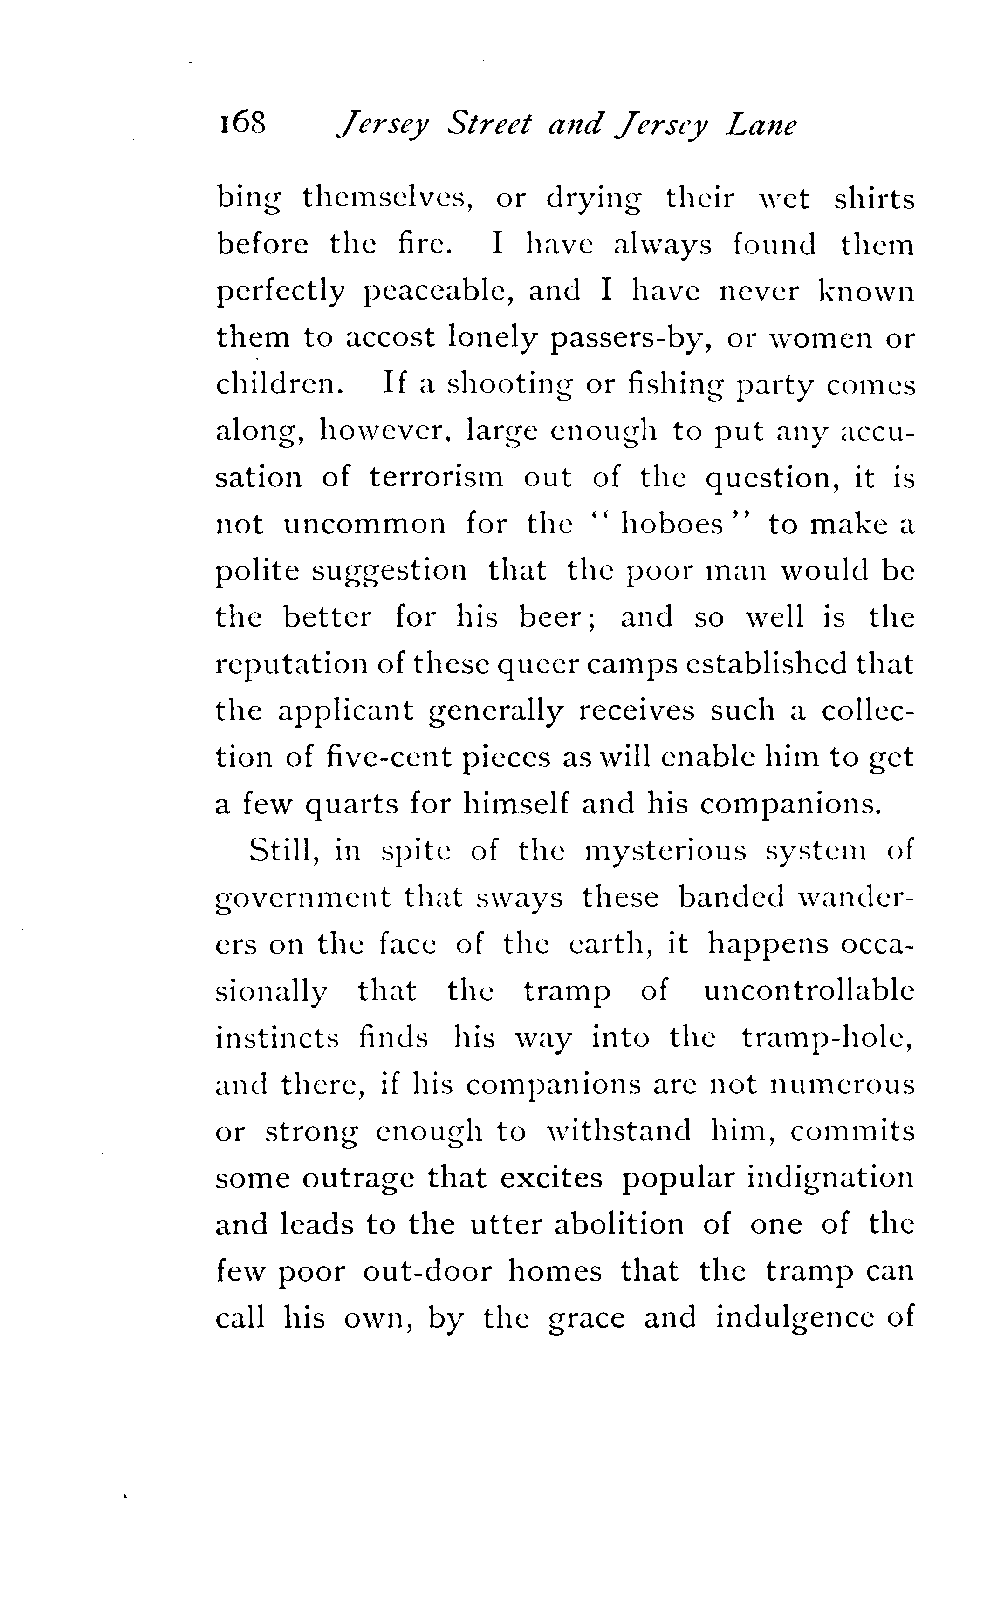 168 Jersey Street and Jersey Lane
bing themselves, or drying their wet shirts
before the fire. I have always found them
perfectly peaceable, and I have never known
them to accost lonely passers-by, or women or
children. If a shooting or fishing party comes
along, however, large enough to put any accu-
sation of terrorism out of the question, it is
not uncommon for the “ hoboes ” to make a
polite suggestion that the poor man would be
the better for his beer; and so well is the
reputation of these queer camps established that
the applicant generally receives such a collec-
tion of five-cent pieces as will enable him to get
a few quarts for himself and his companions.
Still, in spite of the mysterious system of
government that sways these banded wander-
ers on the face of the earth, it happens occa-
sionally that the tramp of uncontrollable
instincts finds his way into the tramp-hole,
and there, if his companions are not numerous
or strong enough to withstand him, commits
some outrage that excites popular indignation
and leads to the utter abolition of one of the
few poor out-door homes that the tramp can
call his own, by the grace and indulgence of